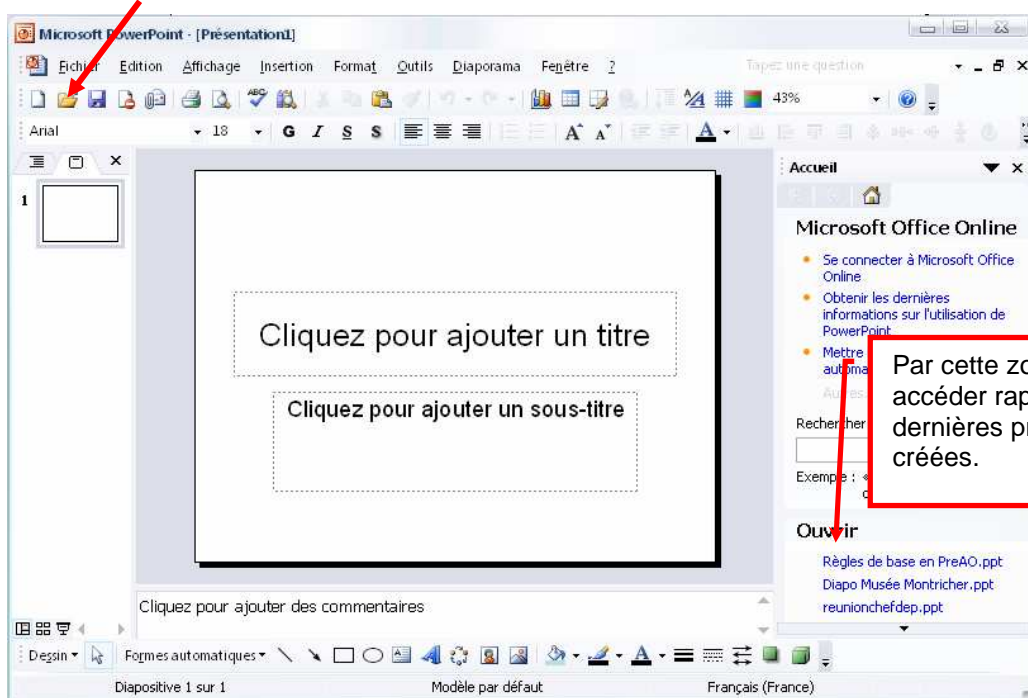 Microsoft PowerPoint - [Présentation1]
Fichier Edition Affichage Insertion Format Outils Diaporama Fenêtre ? Tapez une question
43%
Arial 18 G I S S
Accueil
1
Microsoft Office Online
Se connecter à Microsoft Office
Online
Obtenir les dernières
informations sur l'utilisation de
PowerPoint
Mettre
Cliquez pour ajouter un titre
Cliquez pour ajouter un sous-titre
Par cette
accéder
dernières
créées.
Rechercher
Exemple :
Ouvrir
Règles de base en PreAO.ppt
Diapo Musée Montricher.ppt
reunionchefdep.ppt
Cliquez pour ajouter des commentaires
Dessin Formes automatiques
Diapositive 1 sur 1 Modèle par défaut Français (France)